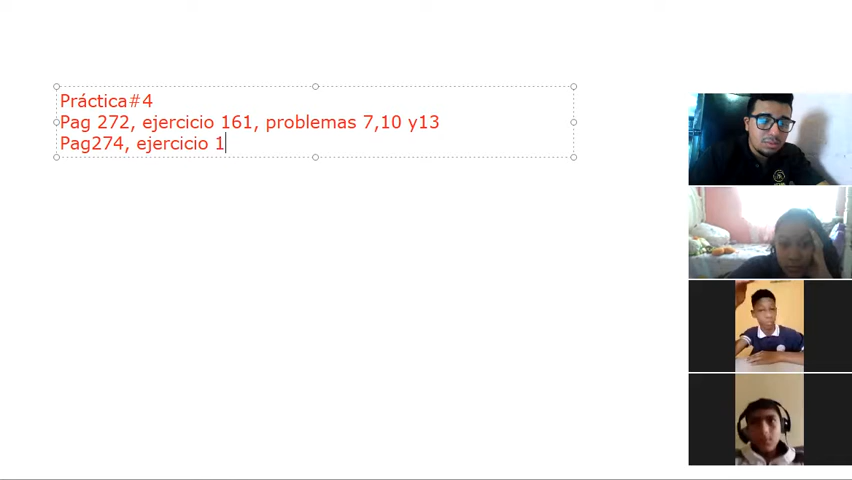 Práctica#4
Pag 272, ejercicio 161, problemas 7,10 y13
Pag274, ejercicio 1